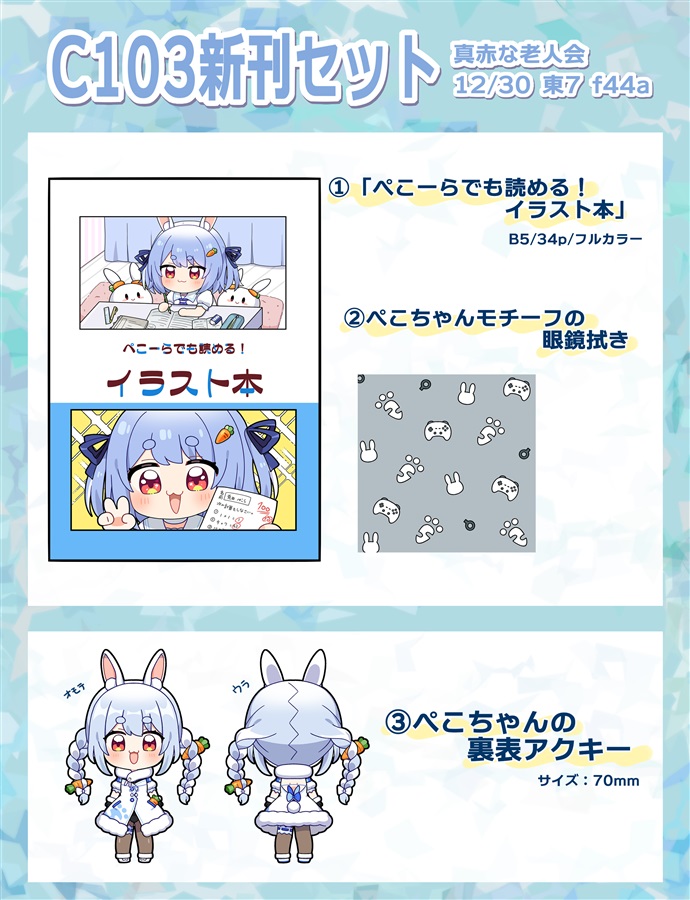 C103新刊セット
真赤な老人会
12/30 東7 f44a
①「ぺこーらでも読める！
イラスト本」
B5/34p/フルカラー
ぺこーらでも読める！
イラスト本
100
②ぺこちゃんモチーフの
眼鏡拭き
オモテ
ウラ
③ぺこちゃんの
裏表アクキー
サイズ：70mm